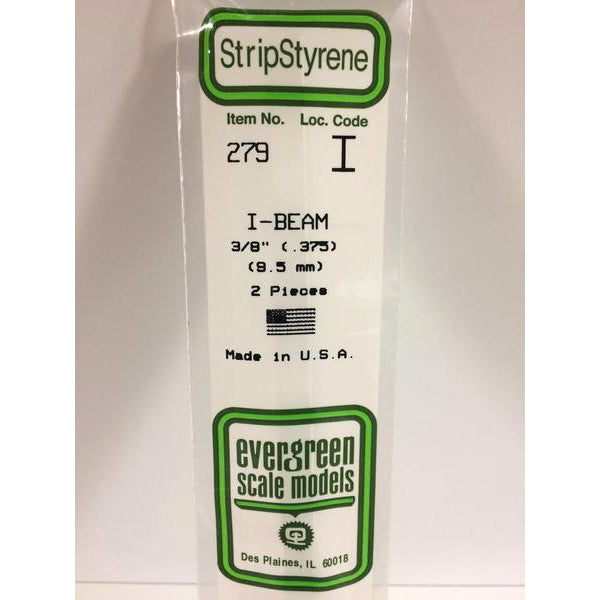 StripStyrene
Item No. Loc. Code
279 I
I-BEAM
3/8" (.375)
(9.5 mm)
2 Pieces
Made in U.S.A.
evergreen
scale models
Des Plaines, IL 60018